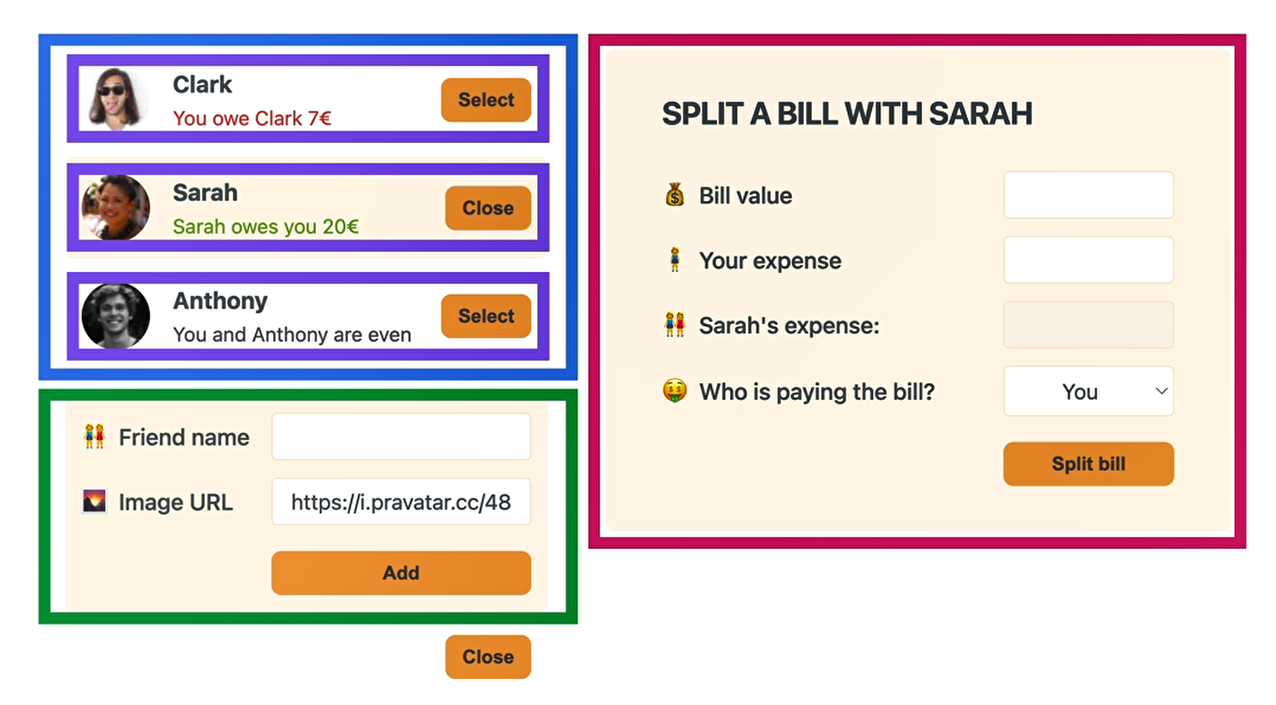 Clark
You owe Clark 7€
Select
Sarah
Sarah owes you 20€
Close
Anthony
You and Anthony are even
Select
Friend name
Image URL
https://i.pravatar.cc/48
Add
Close
SPLIT A BILL WITH SARAH
Bill value
Your expense
Sarah's expense:
Who is paying the bill?
You
Split bill